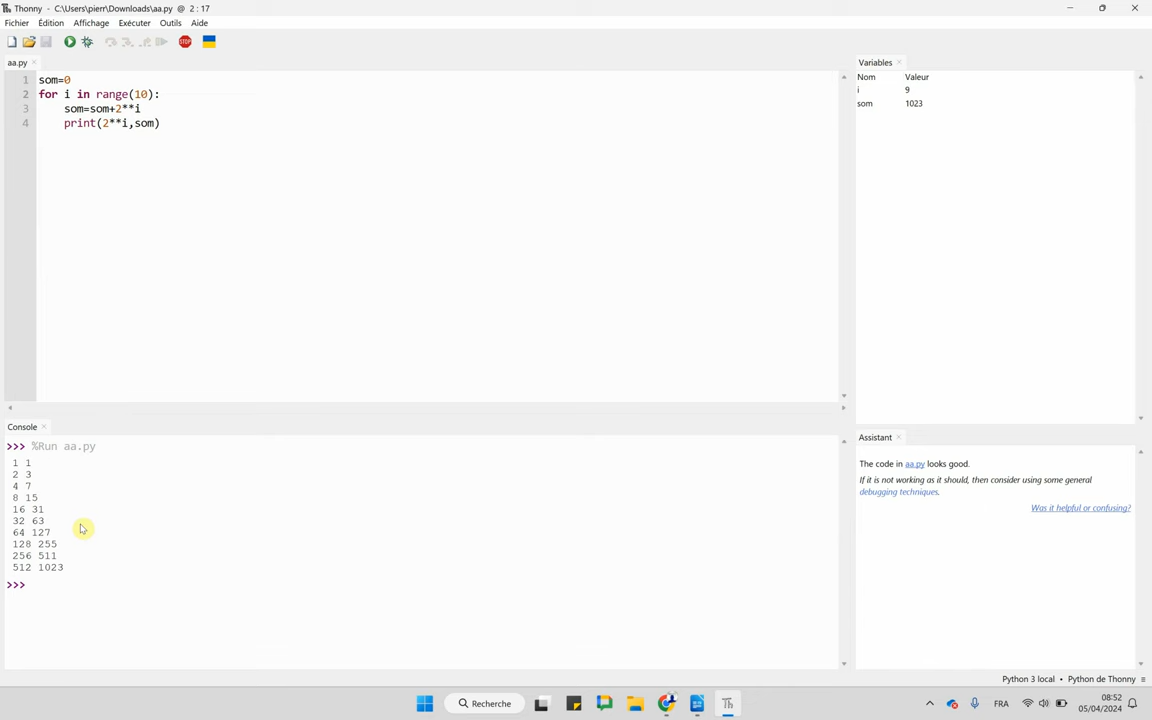 Thonny - C:\Users\pierr\Downloads\aa.py @ 2 : 17
Fichier Édition Affichage Exécuter Outils Aide
STOP
aa.py
1 som=0
2 for i in range(10):
3     som=som+2**i
4     print(2**i,som)
Variables
Nom Valeur
i 9
som 1023
Console
>>> %Run aa.py
1 1
2 3
4 7
8 15
16 31
32 63
64 127
128 255
256 511
512 1023
>>>
Assistant
The code in aa.py looks good.
If it is not working as it should, then consider using some general
debugging techniques.
Was it helpful or confusing?
Python 3 local • Python de Thonny ≡
Th
Recherche
Th
FRA
08:52
05/04/2024